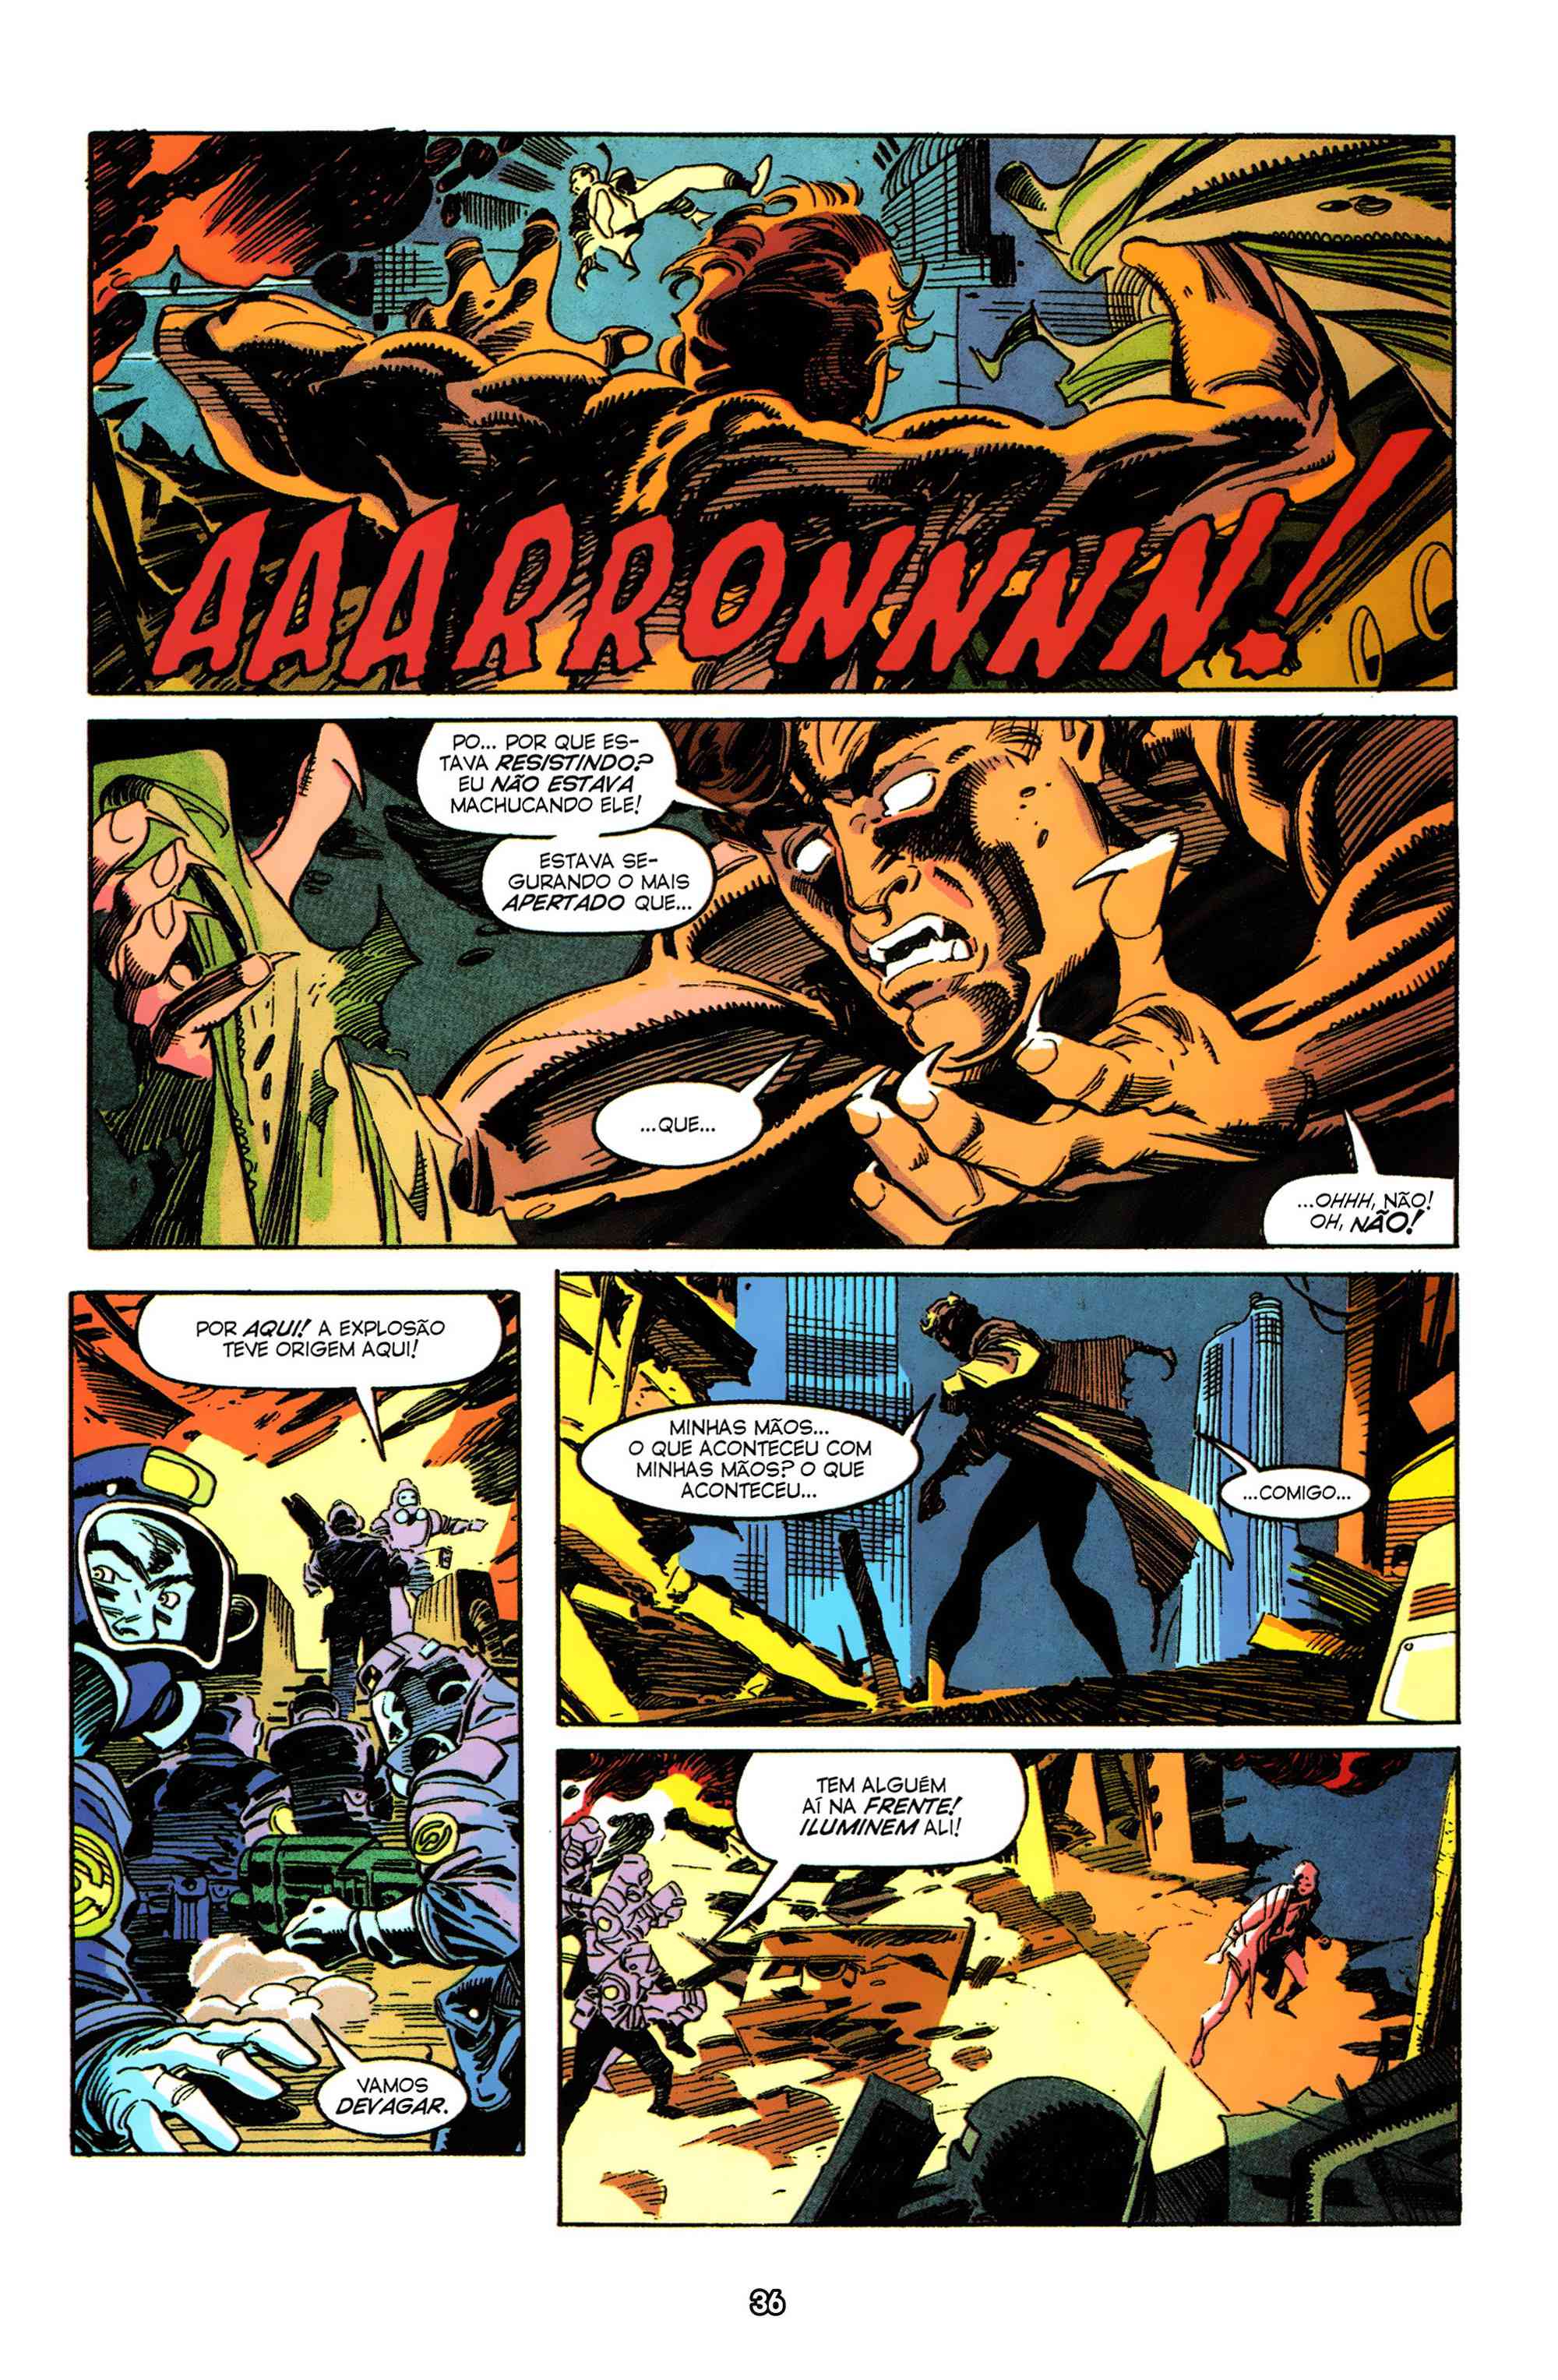 AAARRONNNN!
PO... POR QUE ES-
TAVA RESISTINDO?
EU NÃO ESTAVA
MACHUCANDO ELE!
ESTAVA SE-
GURANDO O MAIS
APERTADO QUE...
...QUE...
...OHHH, NÃO!
OH, NÃO!
POR AQUI! A EXPLOSÃO
TEVE ORIGEM AQUI!
VAMOS
DEVAGAR.
MINHAS MÃOS...
O QUE ACONTECEU COM
MINHAS MÃOS? O QUE
ACONTECEU...
...COMIGO...
TEM ALGUÉM
AÍ NA FRENTE!
ILUMINEM ALI!
36